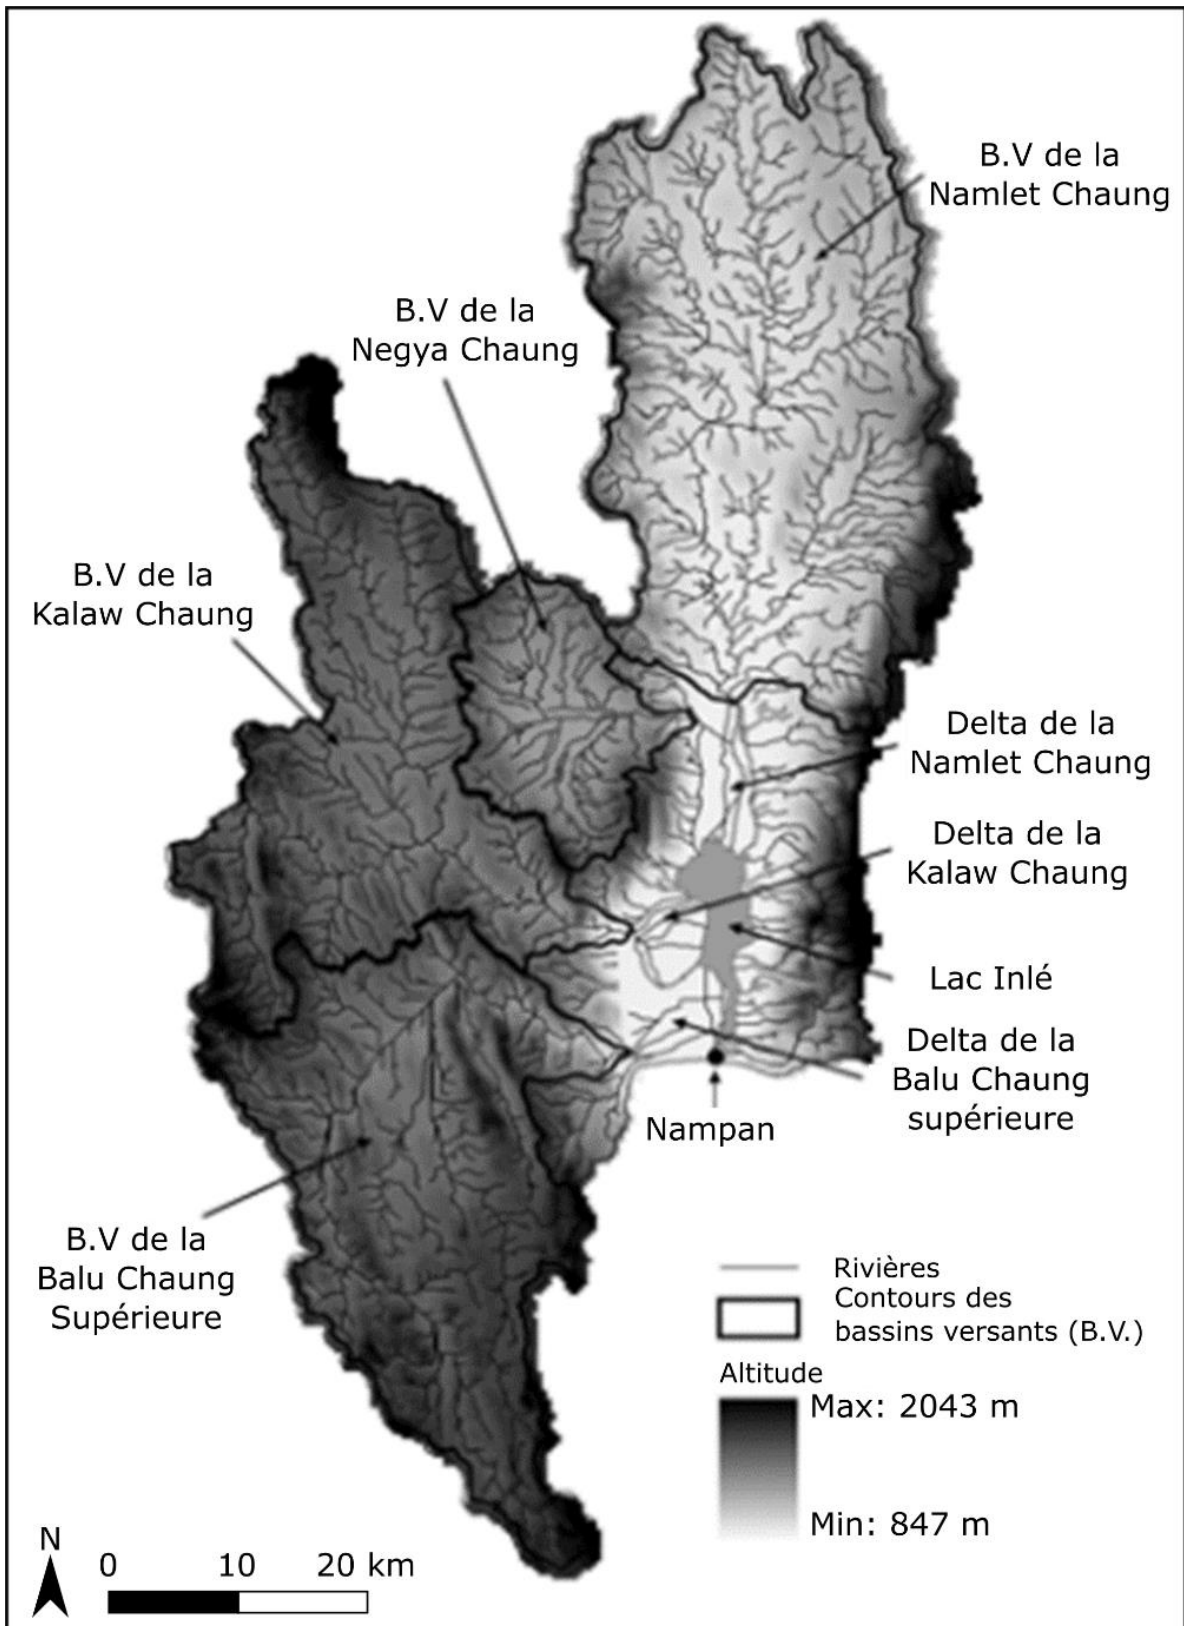 B.V de la
Namlet Chaung
B.V de la
Negya Chaung
B.V de la
Kalaw Chaung
Delta de la
Namlet Chaung
Delta de la
Kalaw Chaung
Lac Inlé
Delta de la
Balu Chaung
supérieure
Nampan
B.V de la
Balu Chaung
Supérieure
Rivières
Contours des
bassins versants (B.V.)
Altitude
Max: 2043 m
Min: 847 m
N
0 10 20 km